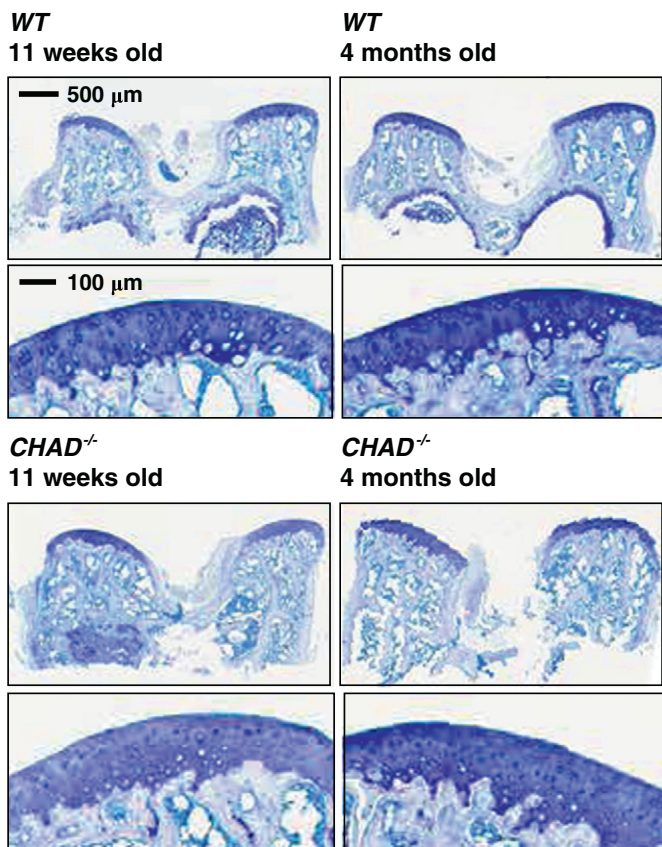 WT
11 weeks old
WT
4 months old
500 μm
100 μm
CHAD-/-
11 weeks old
CHAD-/-
4 months old